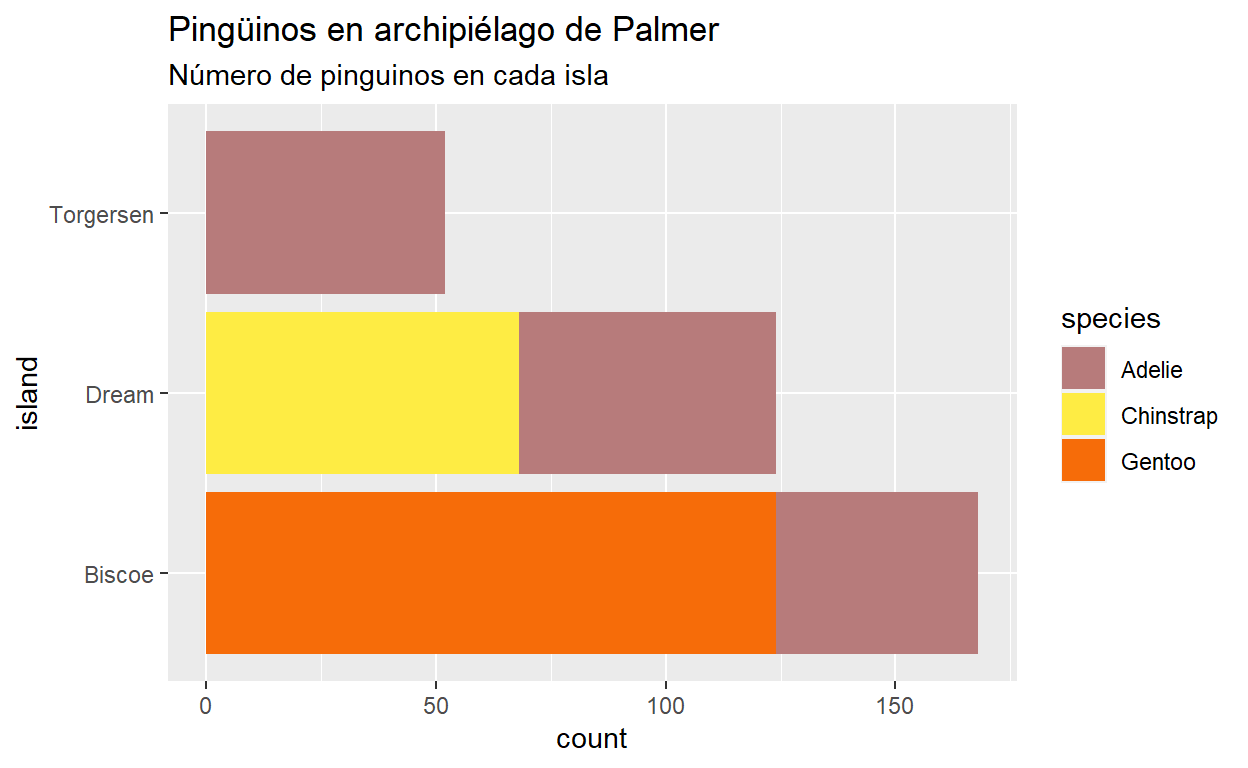 Pingüinos en archipiélago de Palmer
Número de pinguinos en cada isla
Torgersen
Dream
Biscoe
island
0
50
100
150
count
species
Adelie
Chinstrap
Gentoo